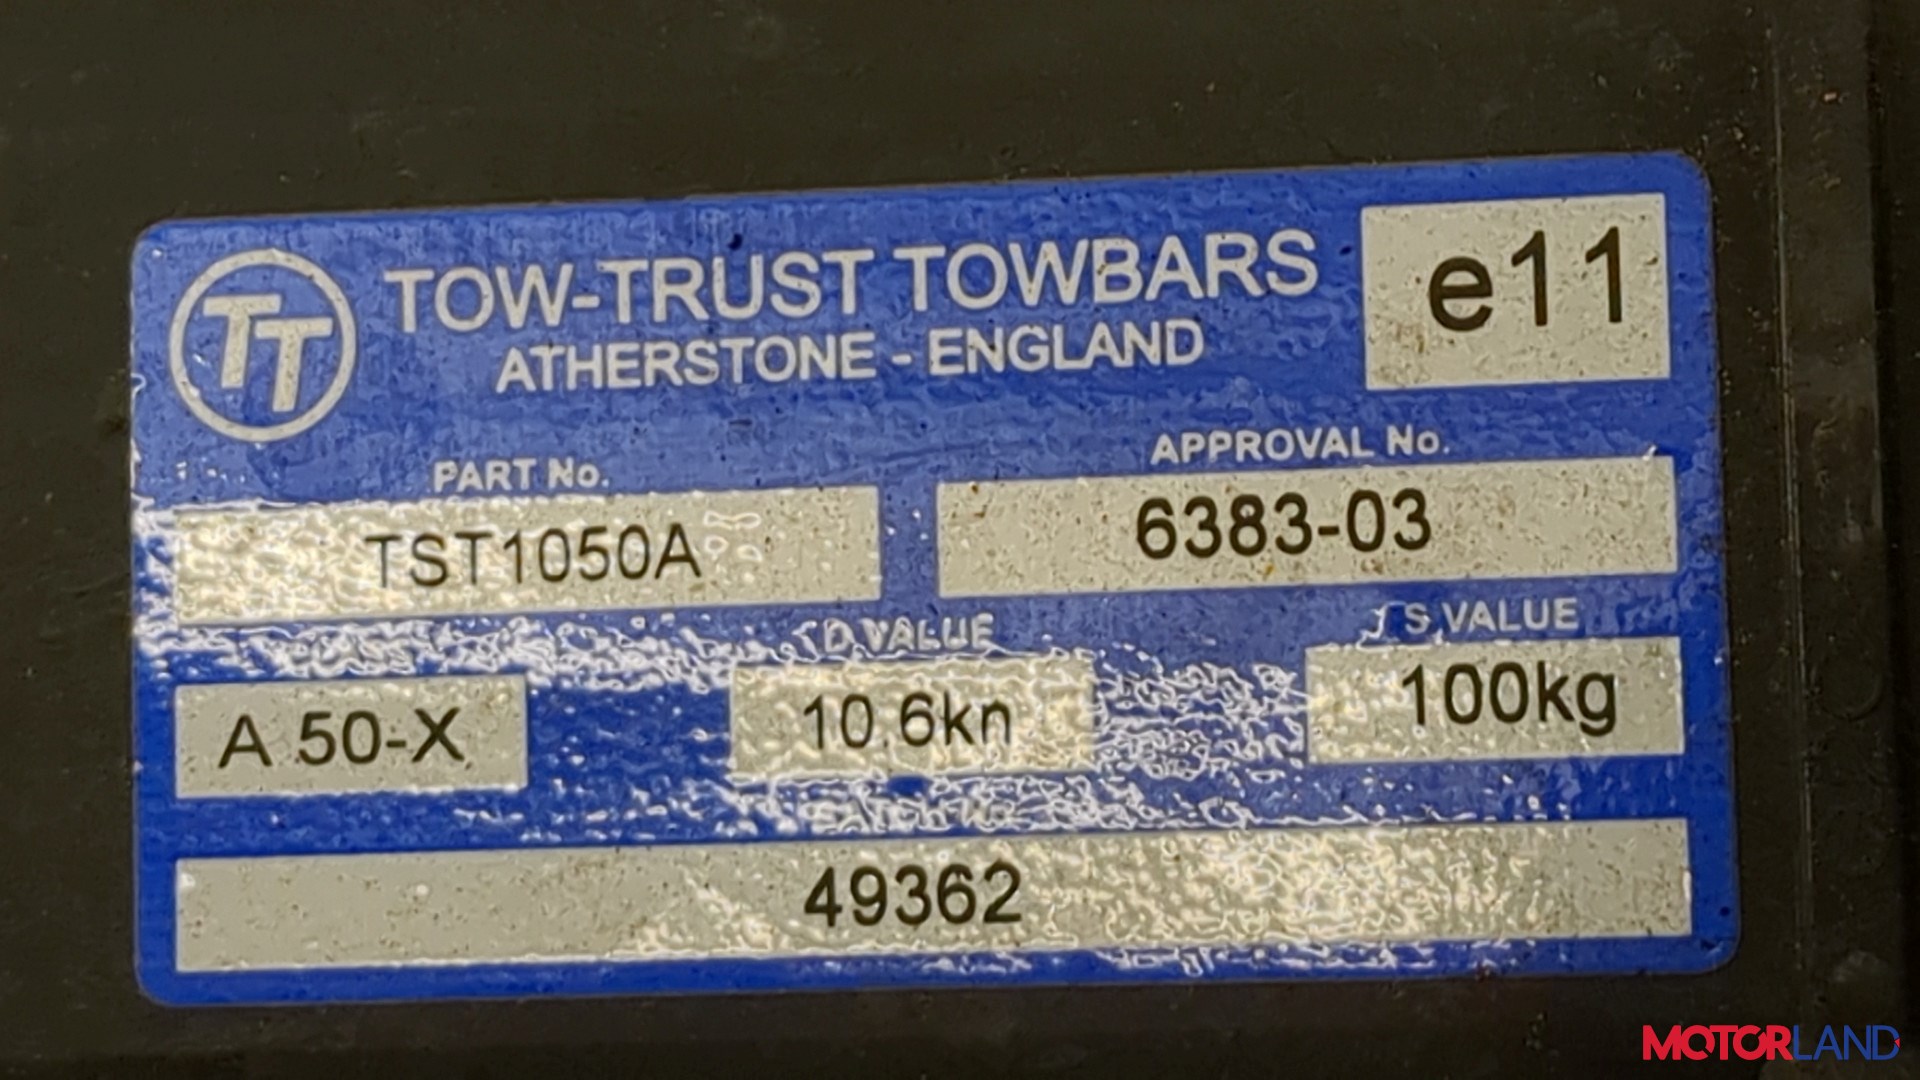 TT
TOW-TRUST TOWBARS
ATHERSTONE - ENGLAND
e11
PART No.
APPROVAL No.
TST1050A
6383-03
D.VALUE
S VALUE
A 50-X
10.6kn
100kg
49362
MOTORLAND